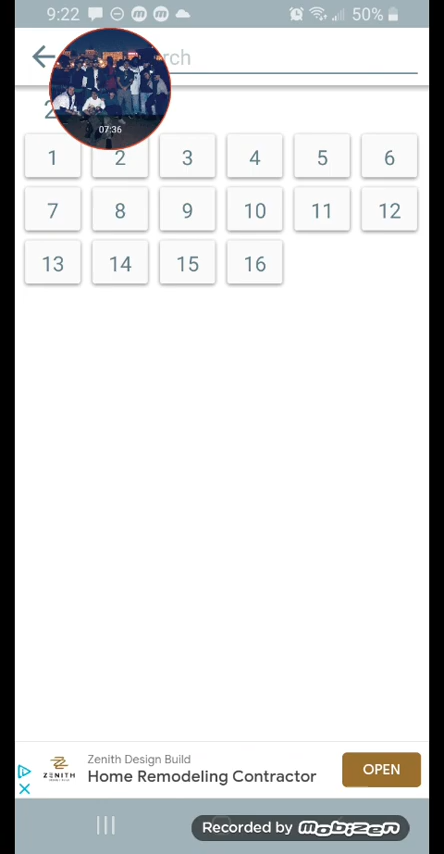 9:22 50%
rch
07:36
2
1 2 3 4 5 6
7 8 9 10 11 12
13 14 15 16
Zenith Design Build
ZENITH
Home Remodeling Contractor
OPEN
Recorded by Mobizen